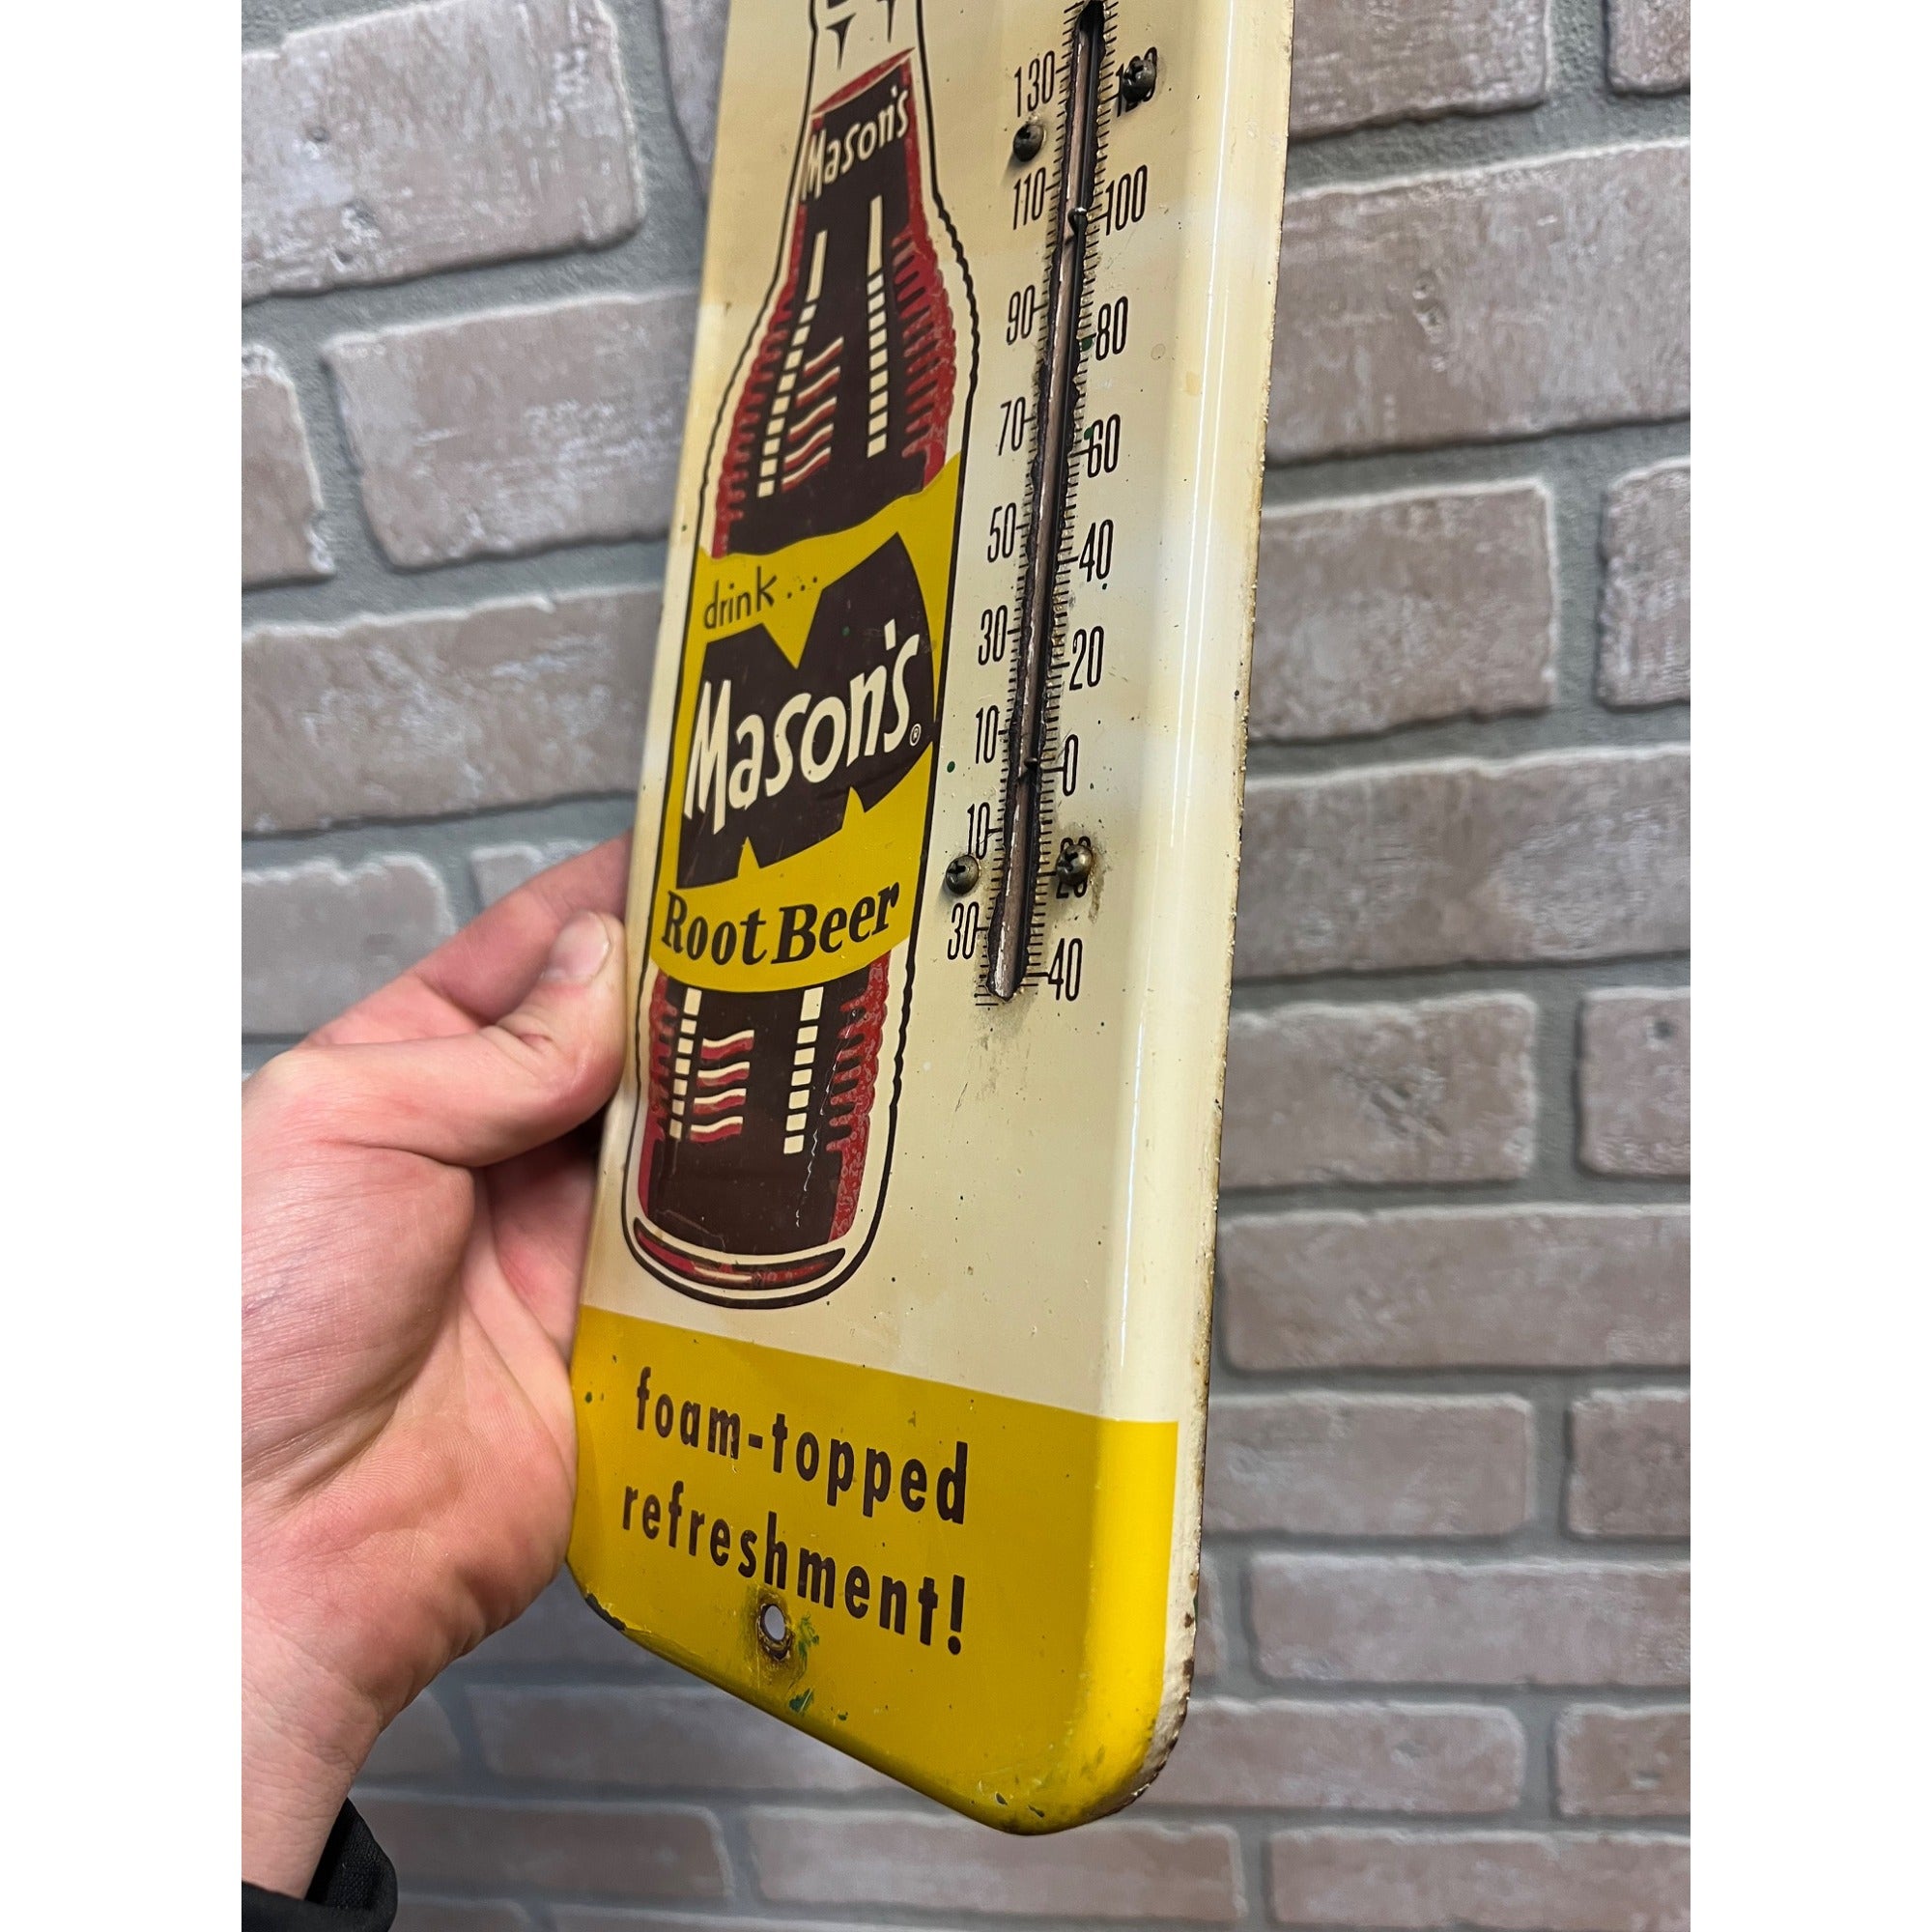 Mason's
drink...
Mason's®
Root Beer
130 120
110 100
90 80
70 60
50 40
30 20
10 0
10 20
30 40
foam-topped
refreshment!